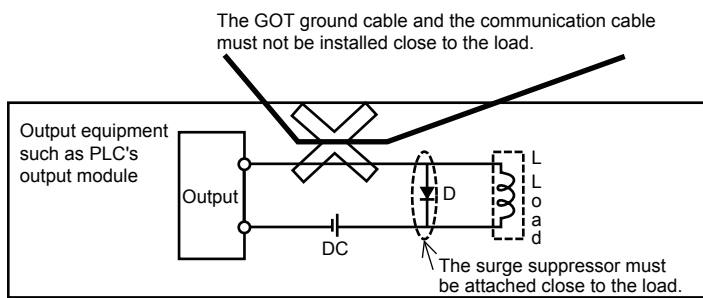 The GOT ground cable and the communication cable
must not be installed close to the load.
Output equipment
such as PLC's
output module
Output
D
DC
L
L
o
a
d
The surge suppressor must
be attached close to the load.